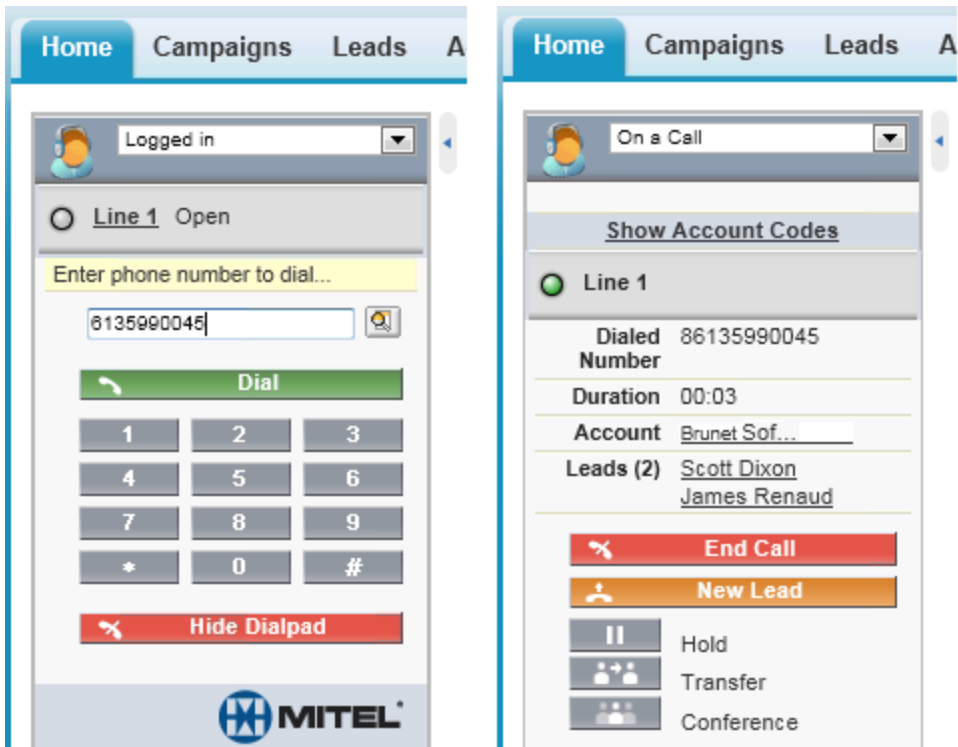 Home Campaigns Leads A
Logged in
Line 1 Open
Enter phone number to dial...
6135990045
Dial
1 2 3
4 5 6
7 8 9
* 0 #
Hide Dialpad
MITEL
Home Campaigns Leads A
On a Call
Show Account Codes
Line 1
Dialed 86135990045
Number
Duration 00:03
Account Brunet Sof...
Leads (2) Scott Dixon
James Renaud
End Call
New Lead
Hold
Transfer
Conference